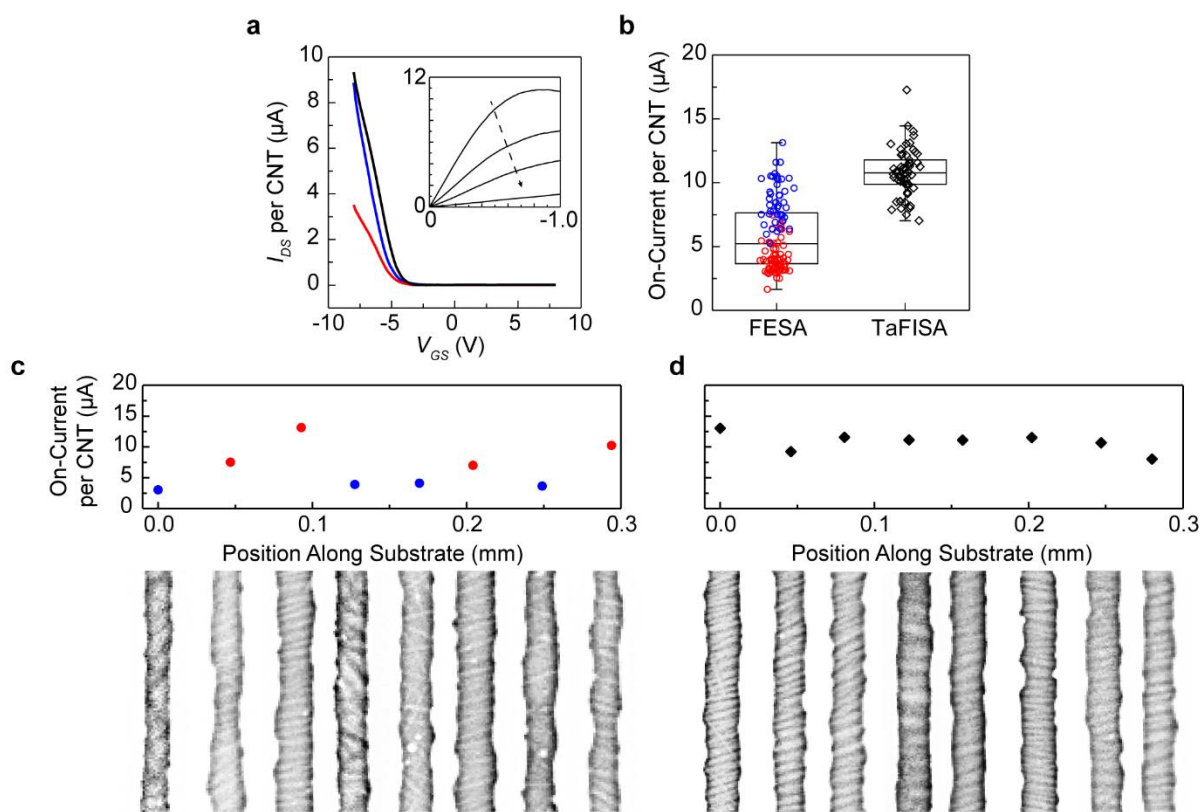 a
10
8
6
4
2
0
I_DS per CNT (µA)
-10
-5
0
5
10
V_GS (V)
12
0
0
-1.0
b
20
15
10
5
0
On-Current per CNT (µA)
FESA
TaFISA
c
On-Current
per CNT (µA)
20
15
10
5
0
0.0
0.1
0.2
0.3
Position Along Substrate (mm)
d
0.0
0.1
0.2
0.3
Position Along Substrate (mm)